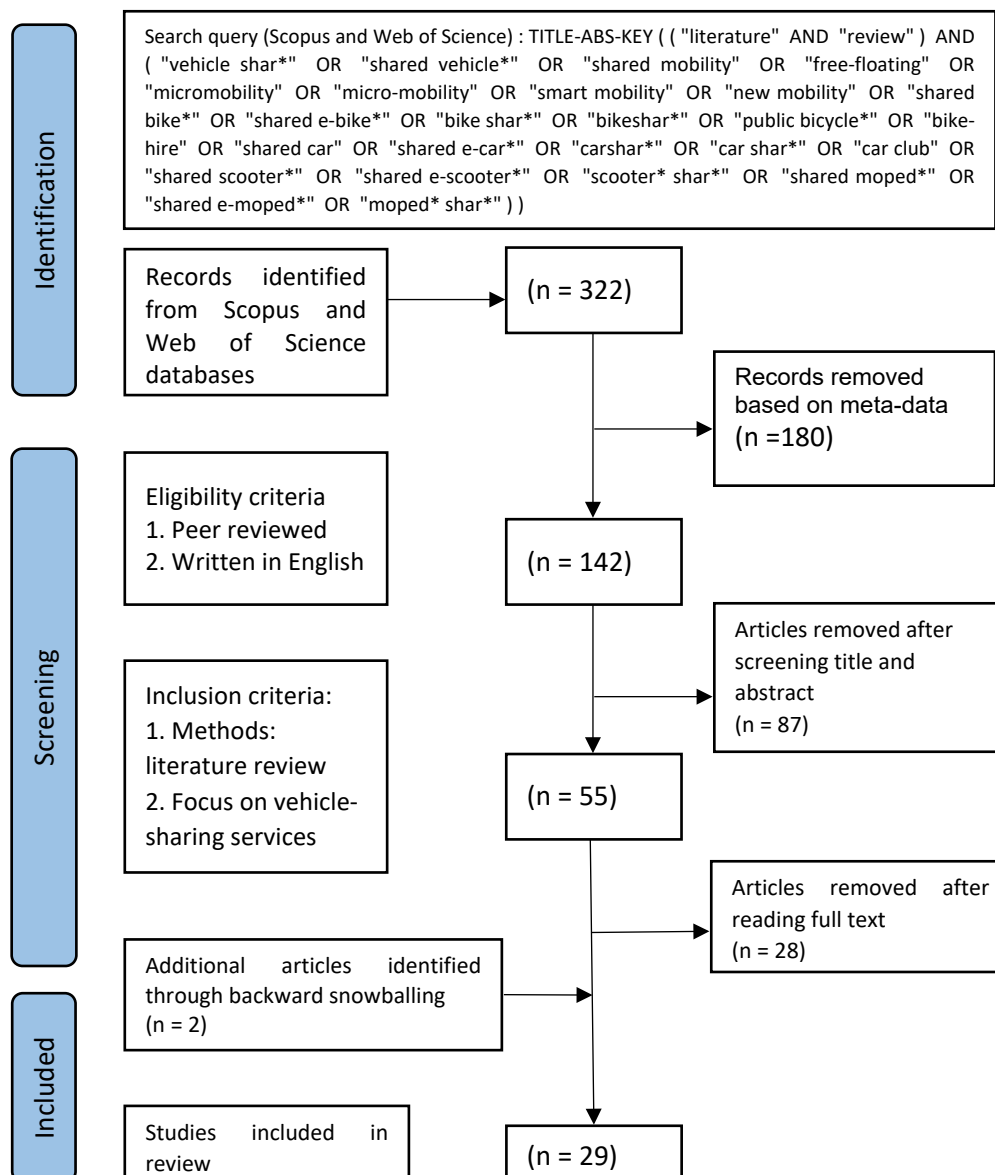 Identification
Search query (Scopus and Web of Science) : TITLE-ABS-KEY ( ( "literature" AND "review" ) AND
( "vehicle shar*" OR "shared vehicle*" OR "shared mobility" OR "free-floating" OR
"micromobility" OR "micro-mobility" OR "smart mobility" OR "new mobility" OR "shared
bike*" OR "shared e-bike*" OR "bike shar*" OR "bikeshar*" OR "public bicycle*" OR "bike-
hire" OR "shared car" OR "shared e-car*" OR "carshar*" OR "car shar*" OR "car club" OR
"shared scooter*" OR "shared e-scooter*" OR "scooter* shar*" OR "shared moped*" OR
"shared e-moped*" OR "moped* shar*" ) )
Records identified
from Scopus and
Web of Science
databases
(n = 322)
Records removed
based on meta-data
(n =180)
Screening
Eligibility criteria
1. Peer reviewed
2. Written in English
(n = 142)
Articles removed after
screening title and
abstract
(n = 87)
Inclusion criteria:
1. Methods:
literature review
2. Focus on vehicle-
sharing services
(n = 55)
Articles removed after
reading full text
(n = 28)
Additional articles identified
through backward snowballing
(n = 2)
Included
Studies included in
review
(n = 29)